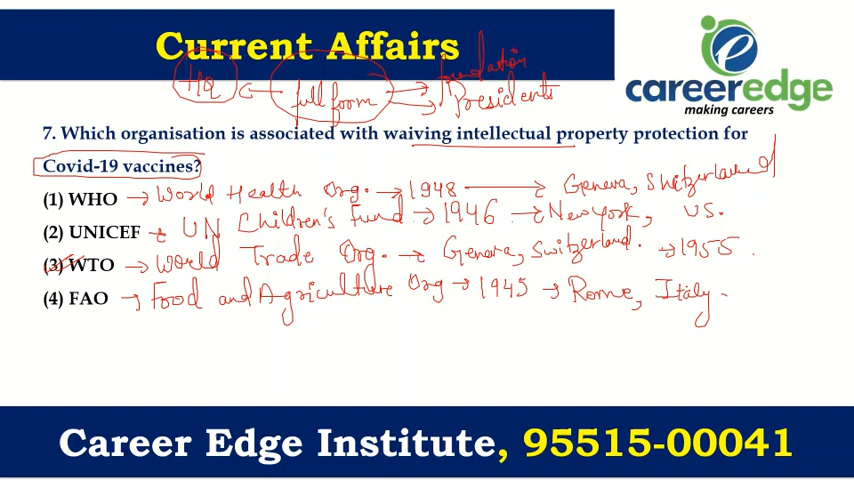 Current Affairs
careeredge
making careers
HQ full form Foundation
Presidents
7. Which organisation is associated with waiving intellectual property protection for
Covid-19 vaccines?
(1) WHO → World Health Org. → 1948 → Geneva, Switzerland
(2) UNICEF → UN Children's Fund → 1946 → New York, US.
(3) WTO → World Trade Org. → Geneva, Switzerland. → 1955.
(4) FAO → Food and Agriculture Org → 1945 → Rome, Italy.
Career Edge Institute, 95515-00041